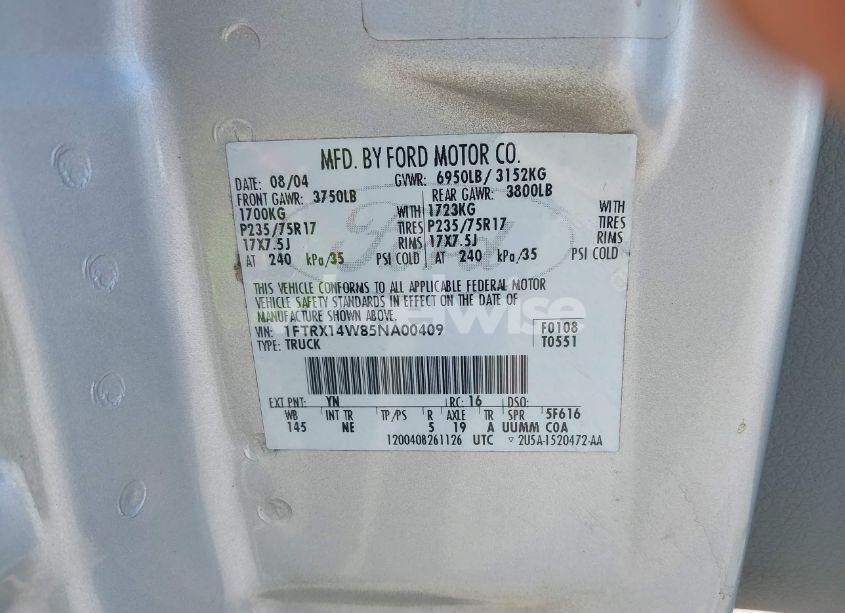 MFD. BY FORD MOTOR CO.
DATE: 08/04 GVWR: 6950LB/ 3152KG
FRONT GAWR: 3750LB REAR GAWR: 3800LB
1700KG WITH 1723KG WITH
P235/75R17 TIRES P235/75R17 TIRES
17X7.5J RIMS 17X7.5J RIMS
AT 240 kPa/35 PSI COLD AT 240 kPa/35 PSI COLD
THIS VEHICLE CONFORMS TO ALL APPLICABLE FEDERAL MOTOR
VEHICLE SAFETY STANDARDS IN EFFECT ON THE DATE OF
MANUFACTURE SHOWN ABOVE.
VIN: 1FTRX14W85NA00409 F0108
TYPE: TRUCK T0551
EXT PNT: YN RC: 16 DSO:
WB INT TR TP/PS R AXLE TR SPR 5F616
145 NE 5 19 A UUMM COA
1200408261126 UTC 2U5A-1520472-AA
Ford